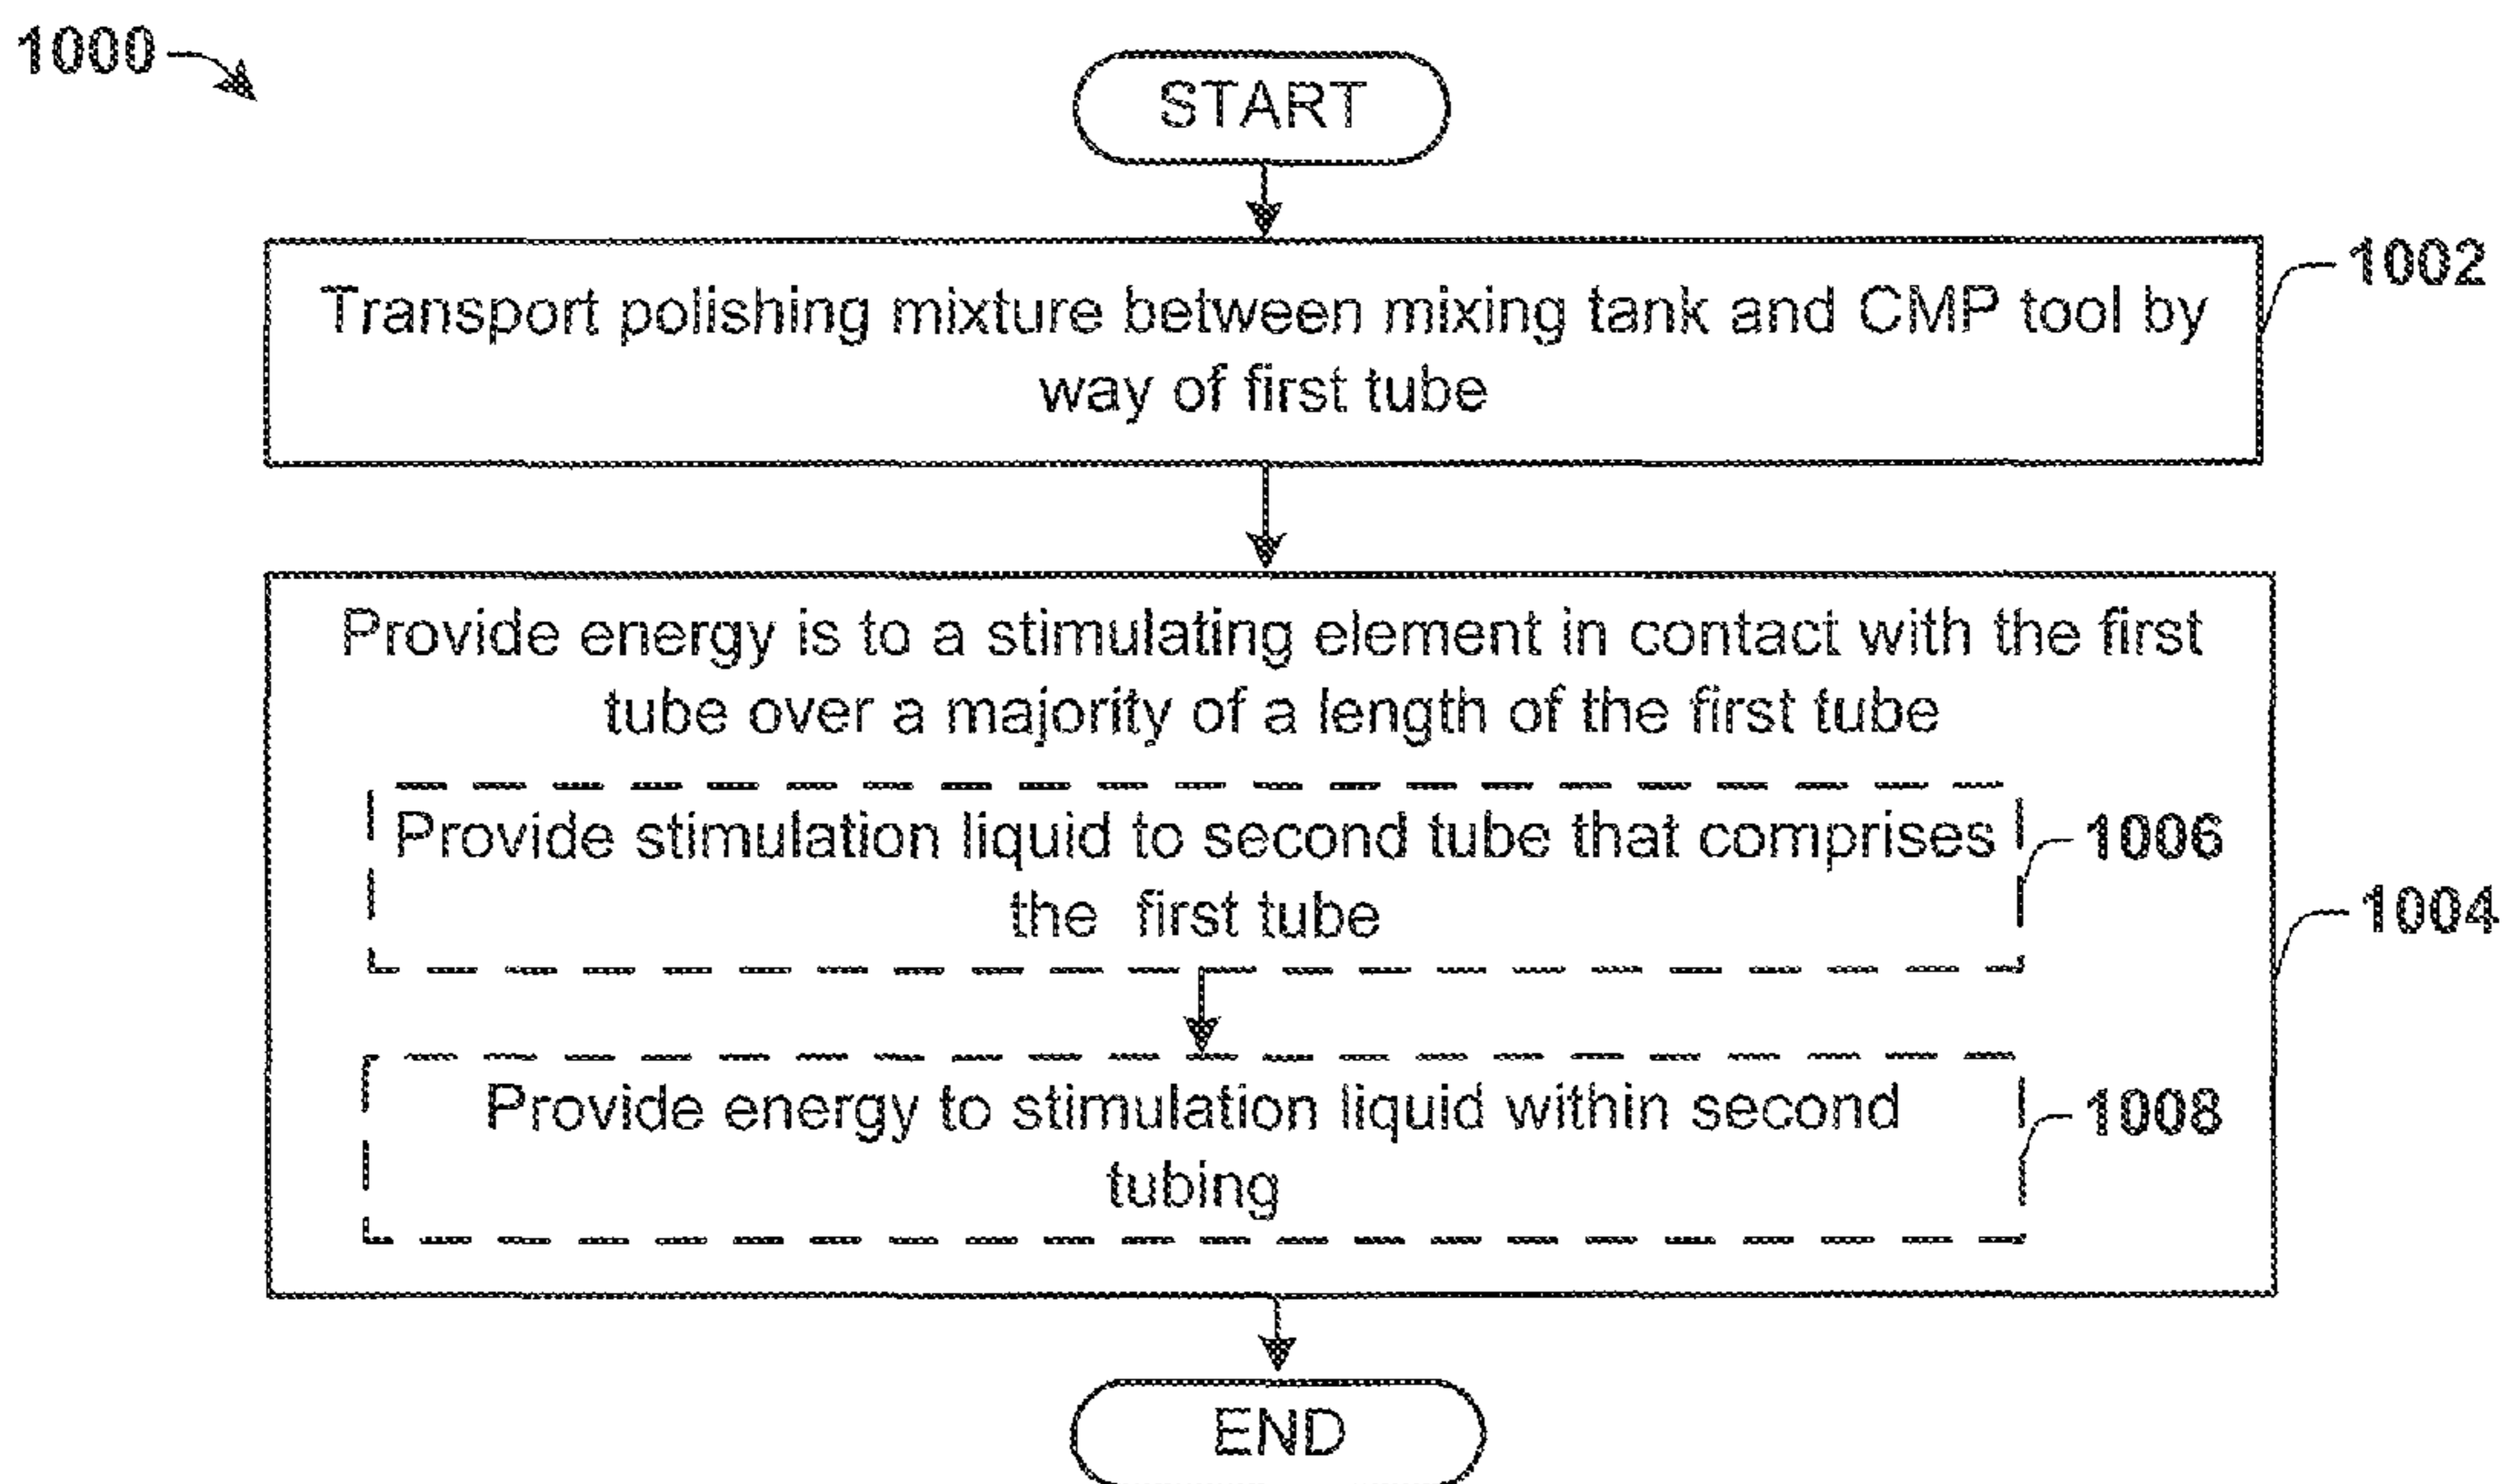 1000
START
Transport polishing mixture between mixing tank and CMP tool by
way of first tube
1002
Provide energy is to a stimulating element in contact with the first
tube over a majority of a length of the first tube
Provide stimulation liquid to second tube that comprises
the first tube
1006
1004
Provide energy to stimulation liquid within second
tubing
1008
END